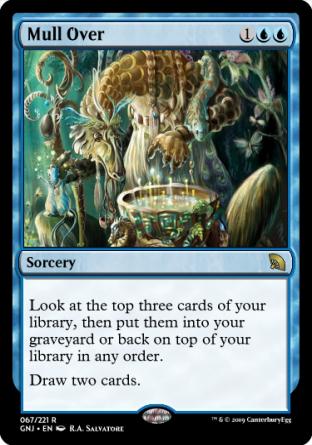 Mull Over 1
Sorcery
Look at the top three cards of your
library, then put them into your
graveyard or back on top of your
library in any order.
Draw two cards.
067/221 R
GNJ • EN R.A. Salvatore
™ & © 2019 CanterburyEgg